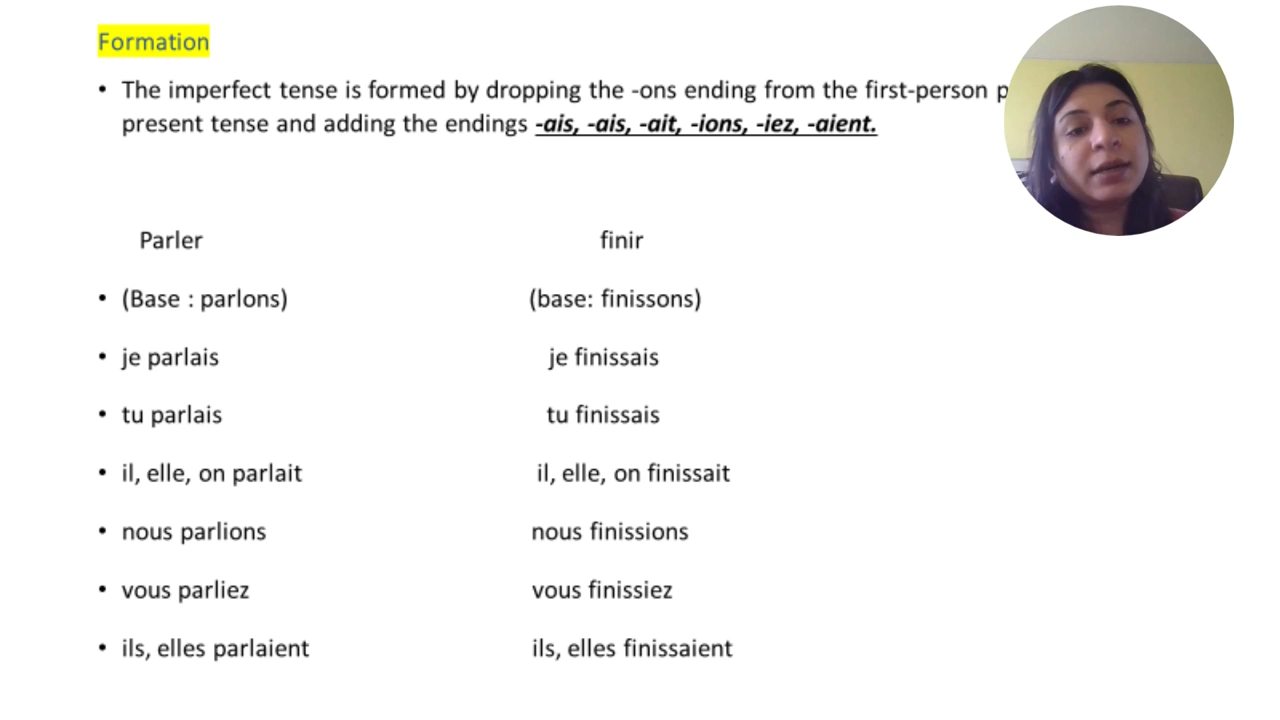 Formation
• The imperfect tense is formed by dropping the -ons ending from the first-person
present tense and adding the endings -ais, -ais, -ait, -ions, -iez, -aient.
Parler finir
• (Base : parlons) (base: finissons)
• je parlais je finissais
• tu parlais tu finissais
• il, elle, on parlait il, elle, on finissait
• nous parlions nous finissions
• vous parliez vous finissiez
• ils, elles parlaient ils, elles finissaient